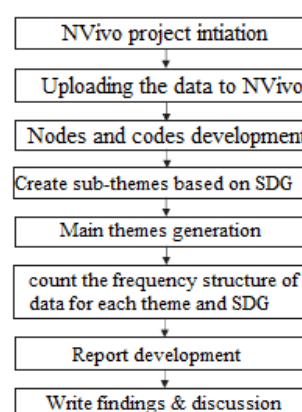 NVivo project intiation
Uploading the data to NVivo
Nodes and codes development
Create sub-themes based on SDG
Main themes generation
count the frequency structure of
data for each theme and SDG
Report development
Write findings & discussion